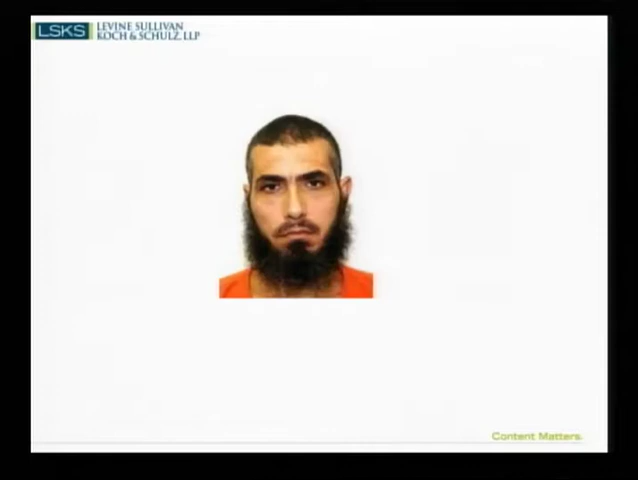 LSKS
LEVINE SULLIVAN
KOCH & SCHULZ, LLP
Content Matters.